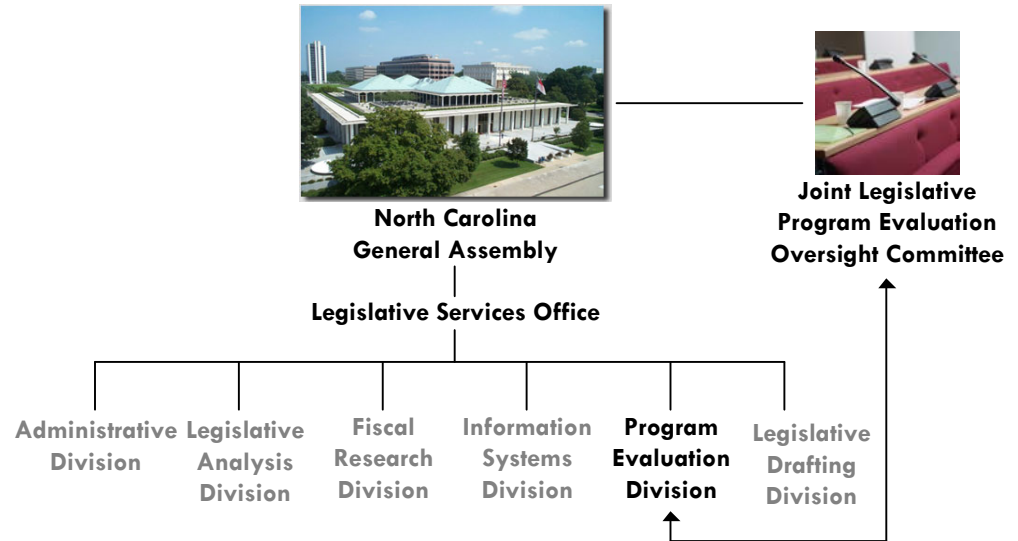 North Carolina
General Assembly
Joint Legislative
Program Evaluation
Oversight Committee
Legislative Services Office
Administrative
Division
Legislative
Analysis
Division
Fiscal
Research
Division
Information
Systems
Division
Program
Evaluation
Division
Legislative
Drafting
Division